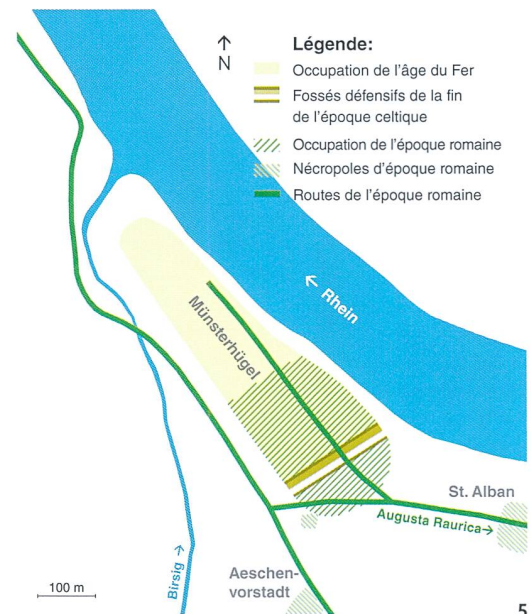 ↑
N
Légende:
Occupation de l'âge du Fer
Fossés défensifs de la fin
de l'époque celtique
Occupation de l'époque romaine
Nécropoles d'époque romaine
Routes de l'époque romaine
← Rhein
Münsterhügel
St. Alban
Augusta Raurica→
Aeschen-
vorstadt
Birsig →
100 m
5